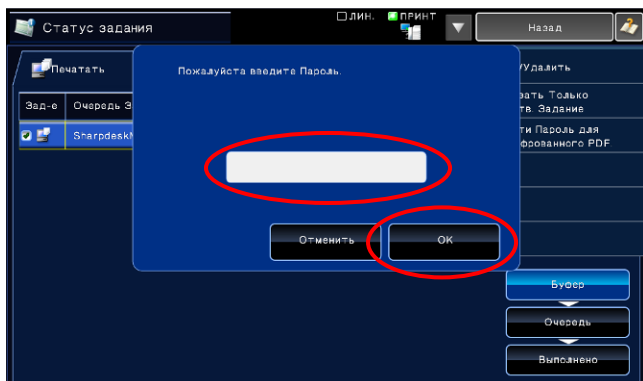 Статус задания
ЛИН.
ПРИНТ
Назад
Печатать
Пожалуйста введите Пароль.
/Удалить
Зад-е
Очередь З
зать Только
тв. Задание
SharpdeskM
ти Пароль для
фрованного PDF
Отменить
OK
Буфер
Очередь
Выполнено